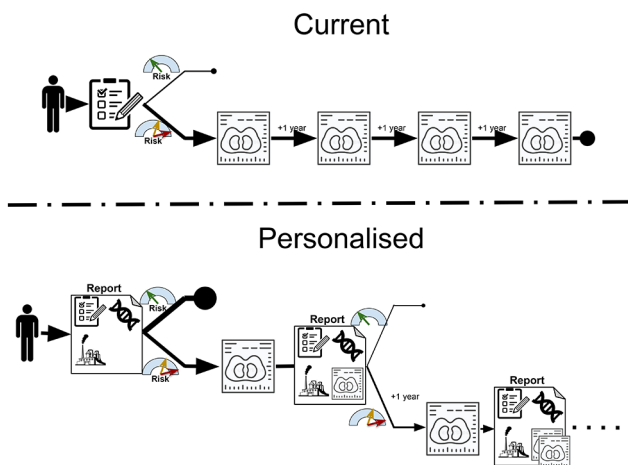 Current
Risk
Risk
+1 year
+1 year
+1 year
Personalised
Report
Risk
Risk
Report
+1 year
Report